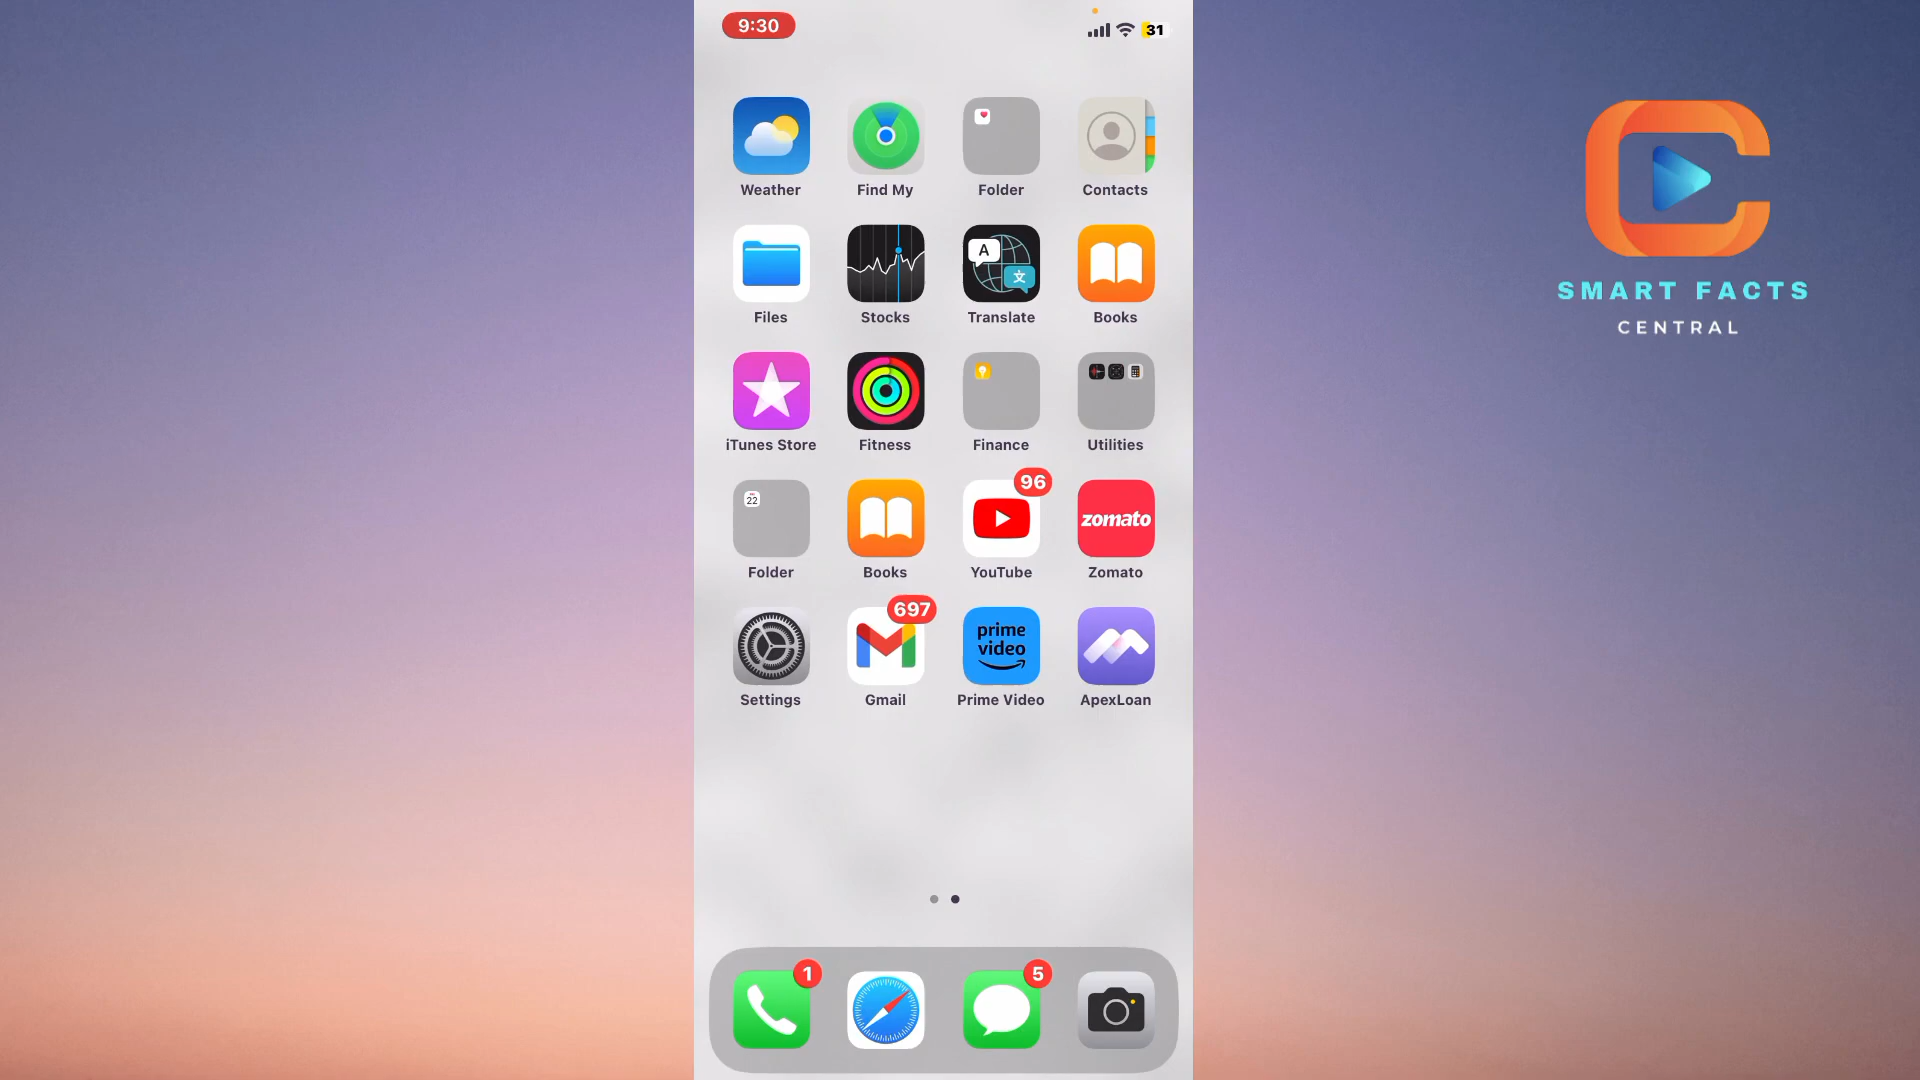 9:30
31
Weather
Find My
Folder
Contacts
A
文
Files
Stocks
Translate
Books
iTunes Store
Fitness
Finance
Utilities
22
96
zomato
Folder
Books
YouTube
Zomato
697
prime video
Settings
Gmail
Prime Video
ApexLoan
1
5
SMART FACTS
CENTRAL